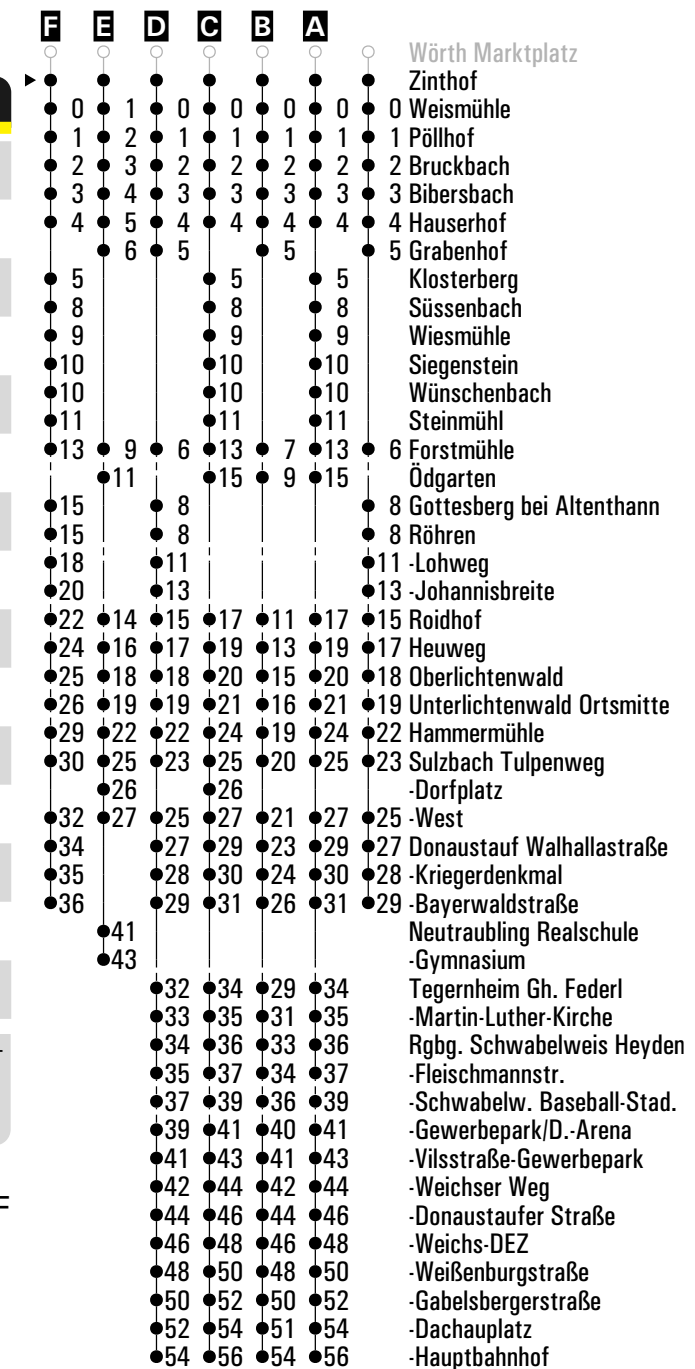 F E D C B A
Wörth Marktplatz
Zinthof
0 1 0 0 0 0 0 Weismühle
1 2 1 1 1 1 1 Pöllhof
2 3 2 2 2 2 2 Bruckbach
3 4 3 3 3 3 3 Bibersbach
4 5 4 4 4 4 4 Hauserhof
6 5 5 5 Grabenhof
5 5 5 Klosterberg
8 8 8 Süssenbach
9 9 9 Wiesmühle
10 10 10 Siegenstein
10 10 10 Wünschenbach
11 11 11 Steinmühl
13 9 6 13 7 13 6 Forstmühle
11 15 9 15 Ödgarten
15 8 8 Gottesberg bei Altenthann
15 8 8 Röhren
18 11 11 -Lohweg
20 13 13 -Johannisbreite
22 14 15 17 11 17 15 Roidhof
24 16 17 19 13 19 17 Heuweg
25 18 18 20 15 20 18 Oberlichtenwald
26 19 19 21 16 21 19 Unterlichtenwald Ortsmitte
29 22 22 24 19 24 22 Hammermühle
30 25 23 25 20 25 23 Sulzbach Tulpenweg
26 26 -Dorfplatz
32 27 25 27 21 27 25 -West
34 27 29 23 29 27 Donaustauf Walhallastraße
35 28 30 24 30 28 -Kriegerdenkmal
36 29 31 26 31 29 -Bayerwaldstraße
41 Neutraubling Realschule
43 -Gymnasium
32 34 29 34 Tegernheim Gh. Federl
33 35 31 35 -Martin-Luther-Kirche
34 36 33 36 Rgbg. Schwabelweis Heyden
35 37 34 37 -Fleischmannstr.
37 39 36 39 -Schwabelw. Baseball-Stad.
39 41 40 41 -Gewerbepark/D.-Arena
41 43 41 43 -Vilsstraße-Gewerbepark
42 44 42 44 -Weichser Weg
44 46 44 46 -Donaustaufer Straße
46 48 46 48 -Weichs-DEZ
48 50 48 50 -Weißenburgstraße
50 52 50 52 -Gabelsbergerstraße
52 54 51 54 -Dachauplatz
54 56 54 56 -Hauptbahnhof